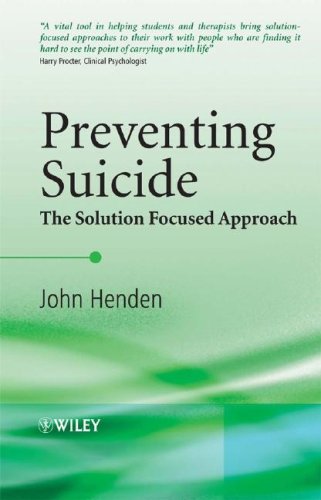 "A vital tool in helping students and therapists bring solution-
focused approaches to their work with people who are finding it
hard to see the point of carrying on with life"
Harry Procter, Clinical Psychologist
Preventing
Suicide
The Solution Focused Approach
John Henden
WILEY